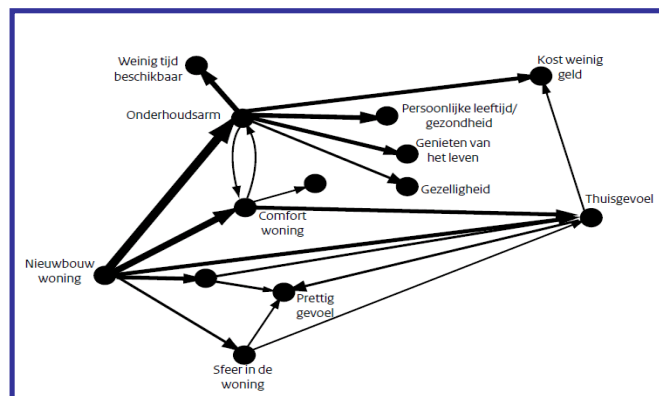 Weinig tijd
beschikbaar
Kost weinig
geld
Onderhoudsarm
Persoonlijke leeftijd/
gezondheid
Genieten van
het leven
Gezelligheid
Comfort
woning
Thuisgevoel
Nieuwbouw
woning
Prettig
gevoel
Sfeer in de
woning